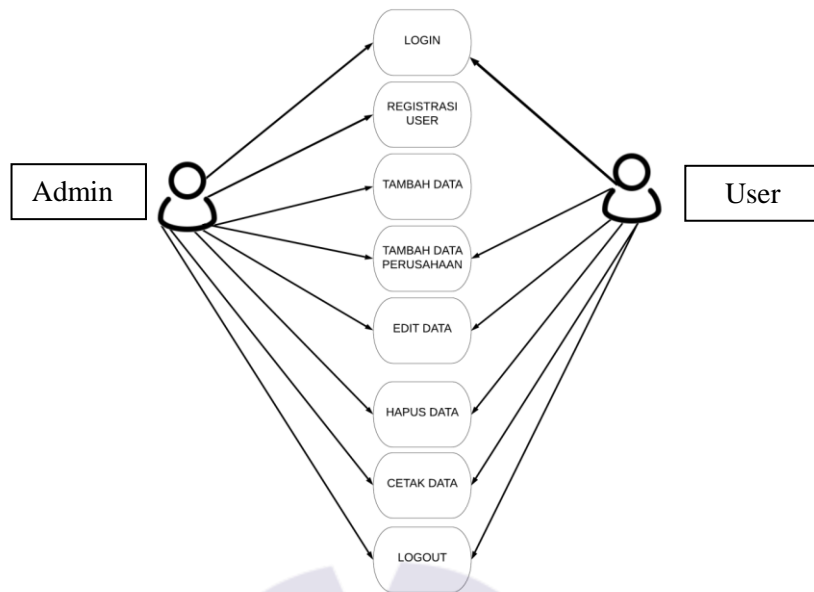 LOGIN
REGISTRASI
USER
Admin
TAMBAH DATA
User
TAMBAH DATA
PERUSAHAAN
EDIT DATA
HAPUS DATA
CETAK DATA
LOGOUT